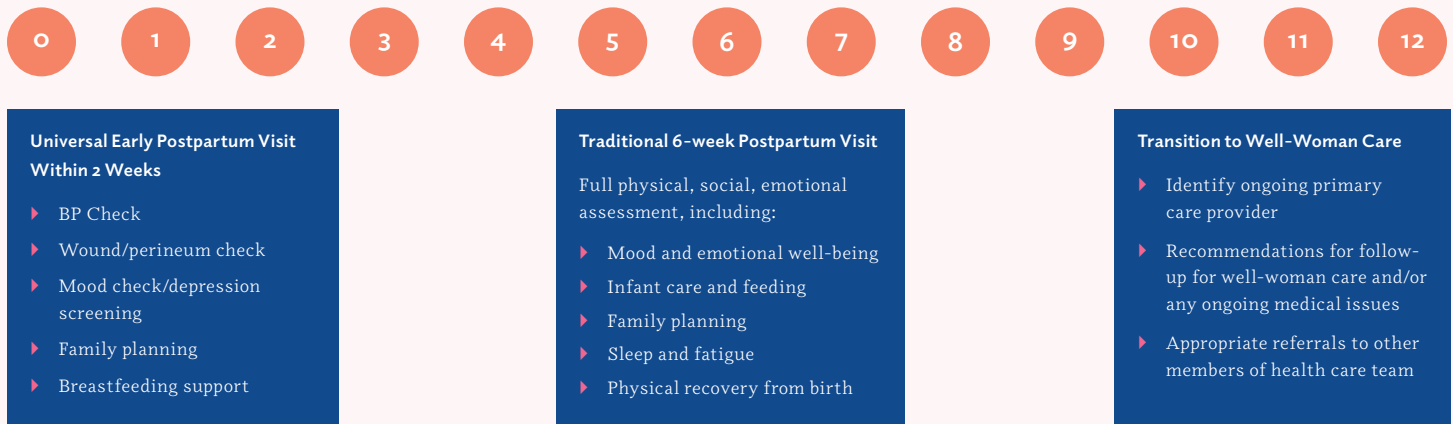 0 1 2 3 4 5 6 7 8 9 10 11 12
Universal Early Postpartum Visit
Within 2 Weeks
BP Check
Wound/perineum check
Mood check/depression
screening
Family planning
Breastfeeding support
Traditional 6-week Postpartum Visit
Full physical, social, emotional
assessment, including:
Mood and emotional well-being
Infant care and feeding
Family planning
Sleep and fatigue
Physical recovery from birth
Transition to Well-Woman Care
Identify ongoing primary
care provider
Recommendations for follow-
up for well-woman care and/or
any ongoing medical issues
Appropriate referrals to other
members of health care team